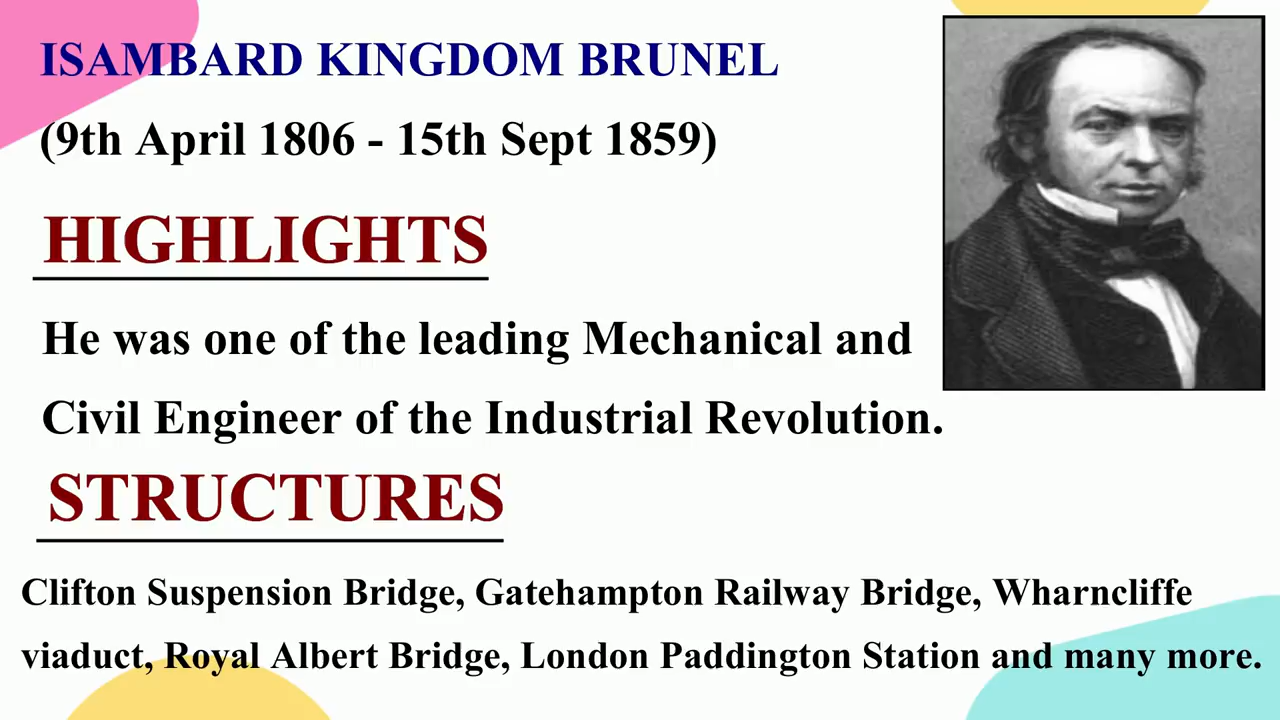 ISAMBARD KINGDOM BRUNEL
(9th April 1806 - 15th Sept 1859)
HIGHLIGHTS
He was one of the leading Mechanical and
Civil Engineer of the Industrial Revolution.
STRUCTURES
Clifton Suspension Bridge, Gatehampton Railway Bridge, Wharncliffe
viaduct, Royal Albert Bridge, London Paddington Station and many more.